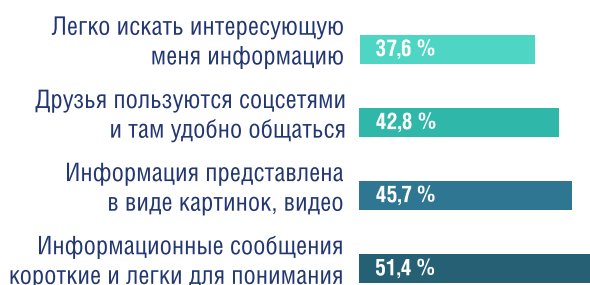 Легко искать интересующую
меня информацию
37,6 %
Друзья пользуются соцсетями
и там удобно общаться
42,8 %
Информация представлена
в виде картинок, видео
45,7 %
Информационные сообщения
короткие и легки для понимания
51,4 %